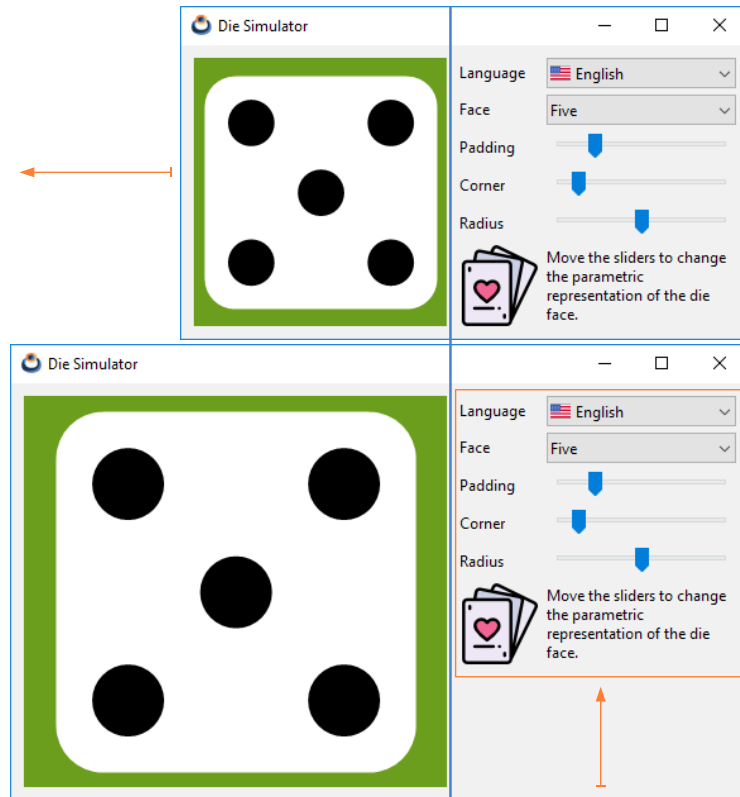 Die Simulator
Language
English
Face
Five
Padding
Corner
Radius
Move the sliders to change
the parametric
representation of the die
face.
Die Simulator
Language
English
Face
Five
Padding
Corner
Radius
Move the sliders to change
the parametric
representation of the die
face.